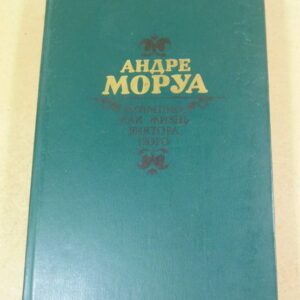 АНДРЕ
МОРУА
ОЛИМПИО,
ИЛИ ЖИЗНЬ
ВИКТОРА
ГЮГО